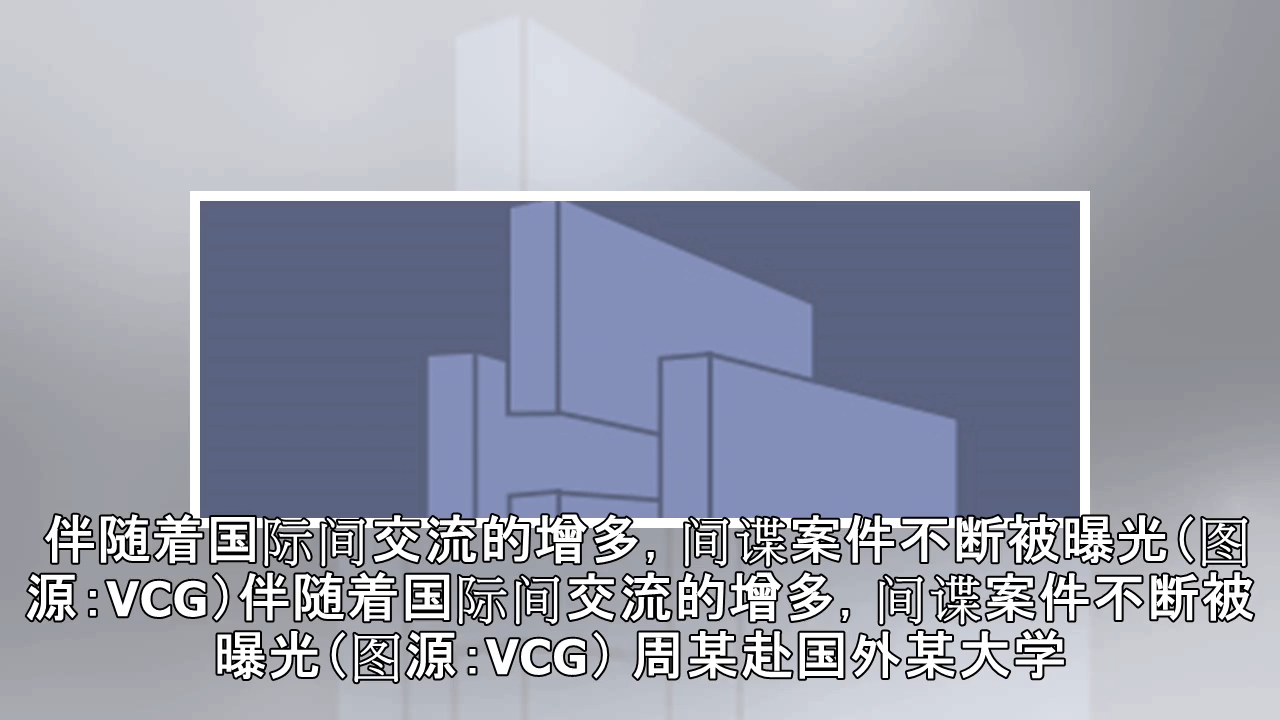 伴随着国际间交流的增多，间谍案件不断被曝光（图
源：VCG）伴随着国际间交流的增多，间谍案件不断被
曝光（图源：VCG） 周某赴国外某大学